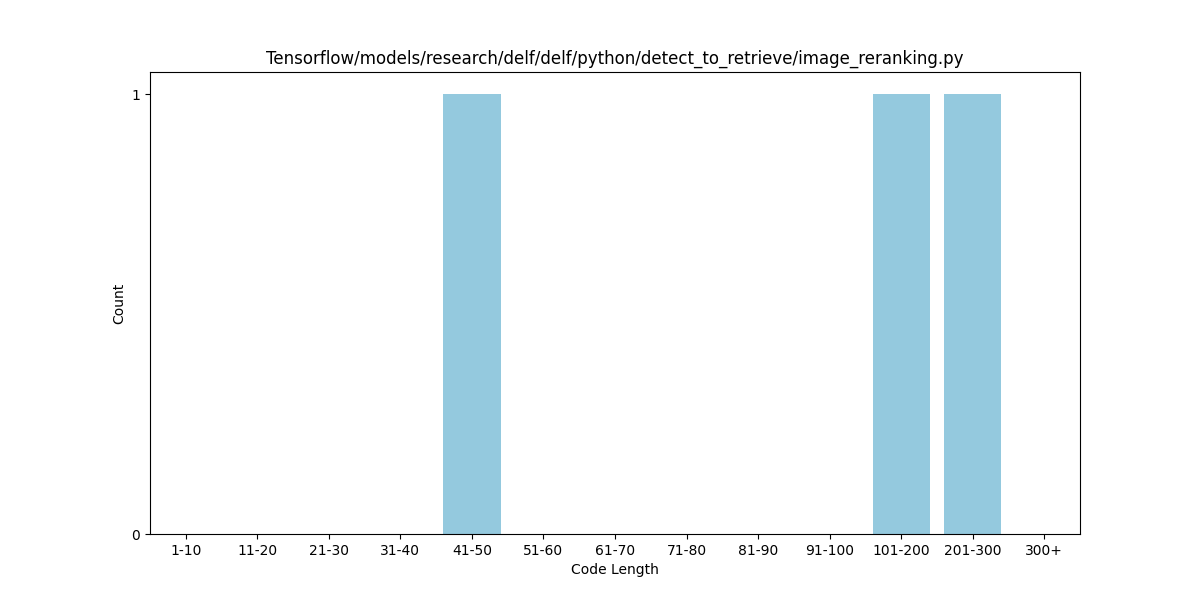 Tensorflow/models/research/delf/delf/python/detect_to_retrieve/image_reranking.py
Count
1
0
1-10 11-20 21-30 31-40 41-50 51-60 61-70 71-80 81-90 91-100 101-200 201-300 300+
Code Length